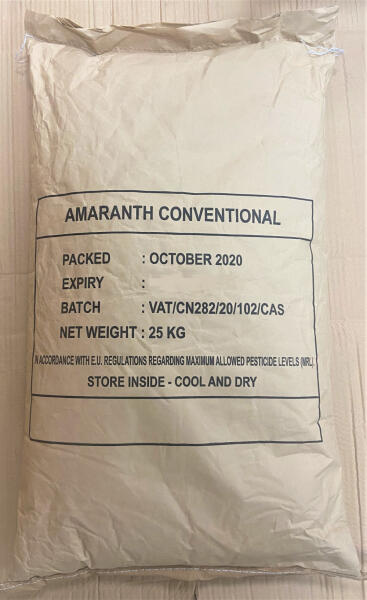 AMARANTH CONVENTIONAL
PACKED : OCTOBER 2020
EXPIRY :
BATCH : VAT/CN282/20/102/CAS
NET WEIGHT : 25 KG
IN ACCORDANCE WITH E.U. REGULATIONS REGARDING MAXIMUM ALLOWED PESTICIDE LEVELS (MRL)
STORE INSIDE - COOL AND DRY